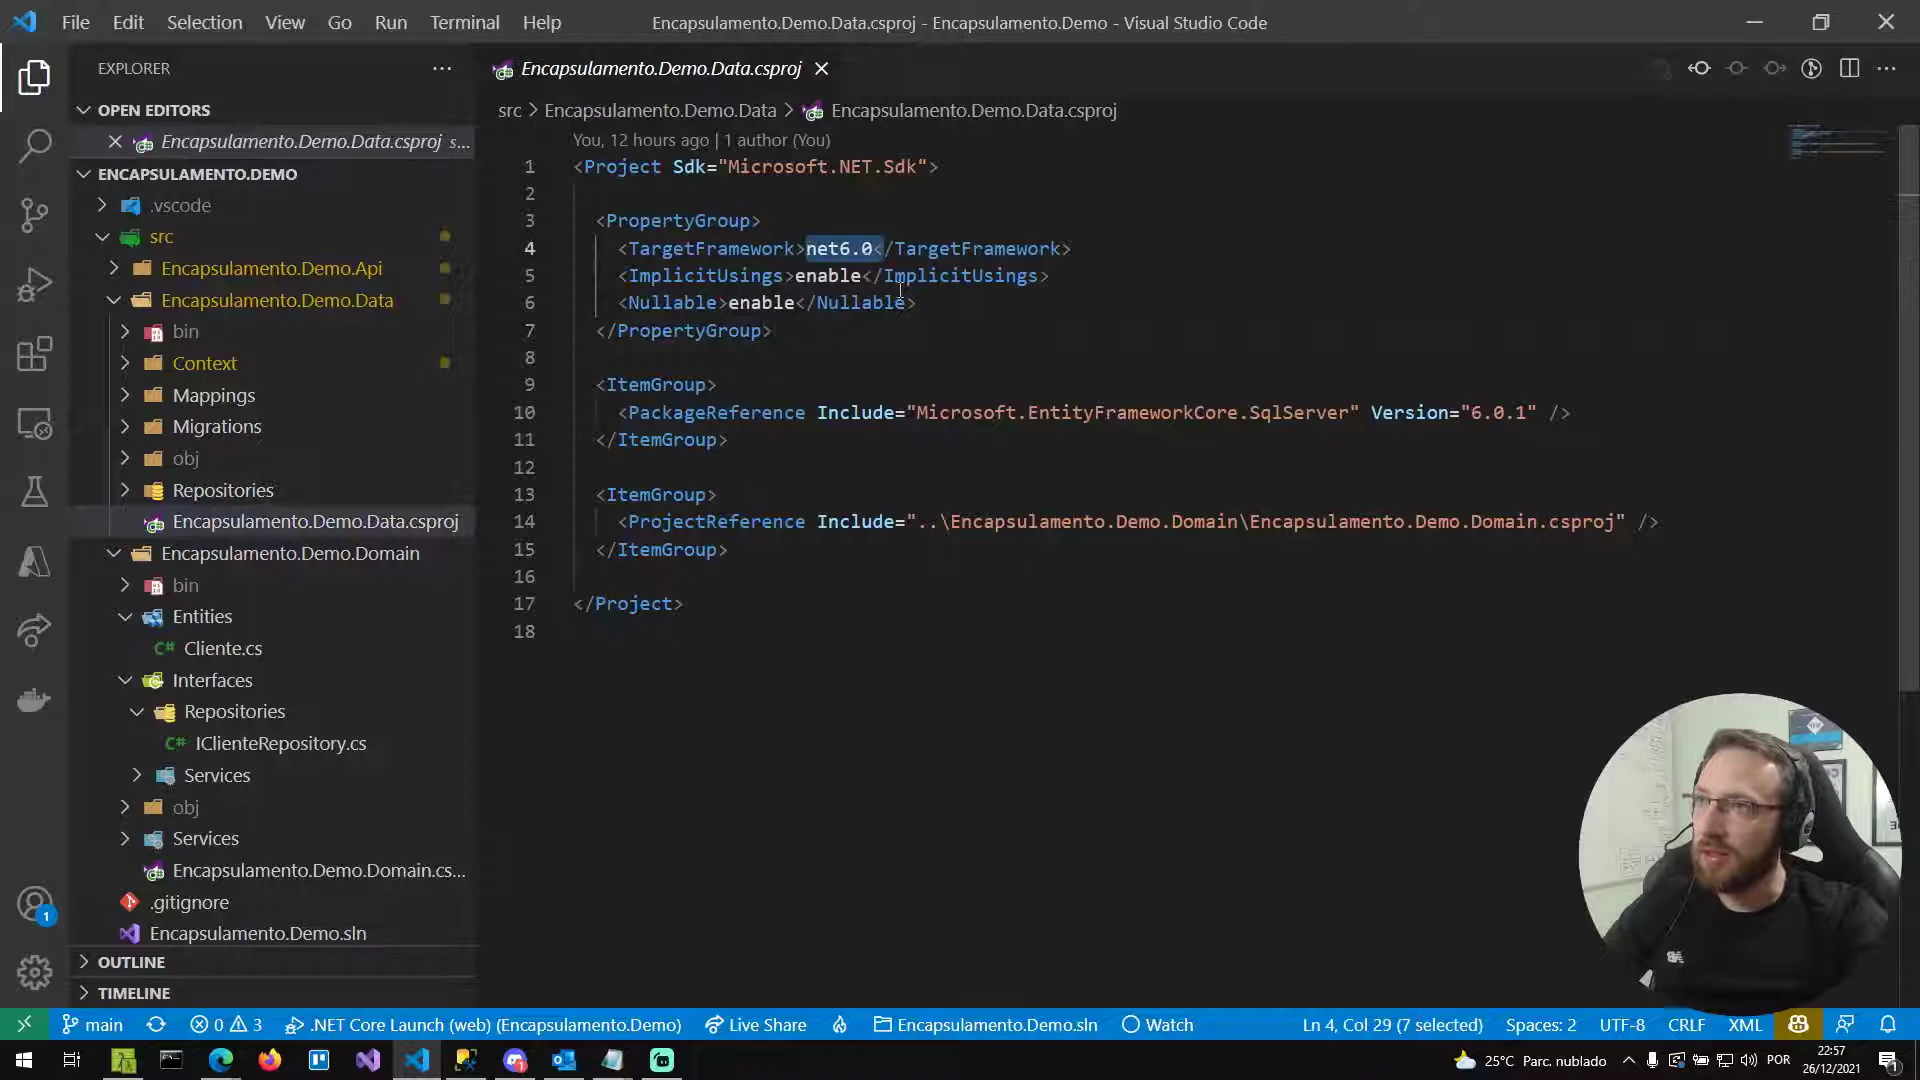 File Edit Selection View Go Run Terminal Help
Encapsulamento.Demo.Data.csproj - Encapsulamento.Demo - Visual Studio Code
EXPLORER
OPEN EDITORS
Encapsulamento.Demo.Data.csproj s...
ENCAPSULAMENTO.DEMO
.vscode
src
Encapsulamento.Demo.Api
Encapsulamento.Demo.Data
bin
Context
Mappings
Migrations
obj
Repositories
Encapsulamento.Demo.Data.csproj
Encapsulamento.Demo.Domain
bin
Entities
Cliente.cs
Interfaces
Repositories
IClienteRepository.cs
Services
obj
Services
Encapsulamento.Demo.Domain.cs...
.gitignore
Encapsulamento.Demo.sln
OUTLINE
TIMELINE
1
Encapsulamento.Demo.Data.csproj
src > Encapsulamento.Demo.Data > Encapsulamento.Demo.Data.csproj
You, 12 hours ago | 1 author (You)
1 <Project Sdk="Microsoft.NET.Sdk">
2
3 <PropertyGroup>
4 <TargetFramework>net6.0</TargetFramework>
5 <ImplicitUsings>enable</ImplicitUsings>
6 <Nullable>enable</Nullable>
7 </PropertyGroup>
8
9 <ItemGroup>
10 <PackageReference Include="Microsoft.EntityFrameworkCore.SqlServer" Version="6.0.1" />
11 </ItemGroup>
12
13 <ItemGroup>
14 <ProjectReference Include="..\Encapsulamento.Demo.Domain\Encapsulamento.Demo.Domain.csproj" />
15 </ItemGroup>
16
17 </Project>
18
main 0 3 .NET Core Launch (web) (Encapsulamento.Demo) Live Share Encapsulamento.Demo.sln Watch Ln 4, Col 29 (7 selected) Spaces: 2 UTF-8 CRLF XML
25°C Parc. nublado POR 22:57
26/12/2021